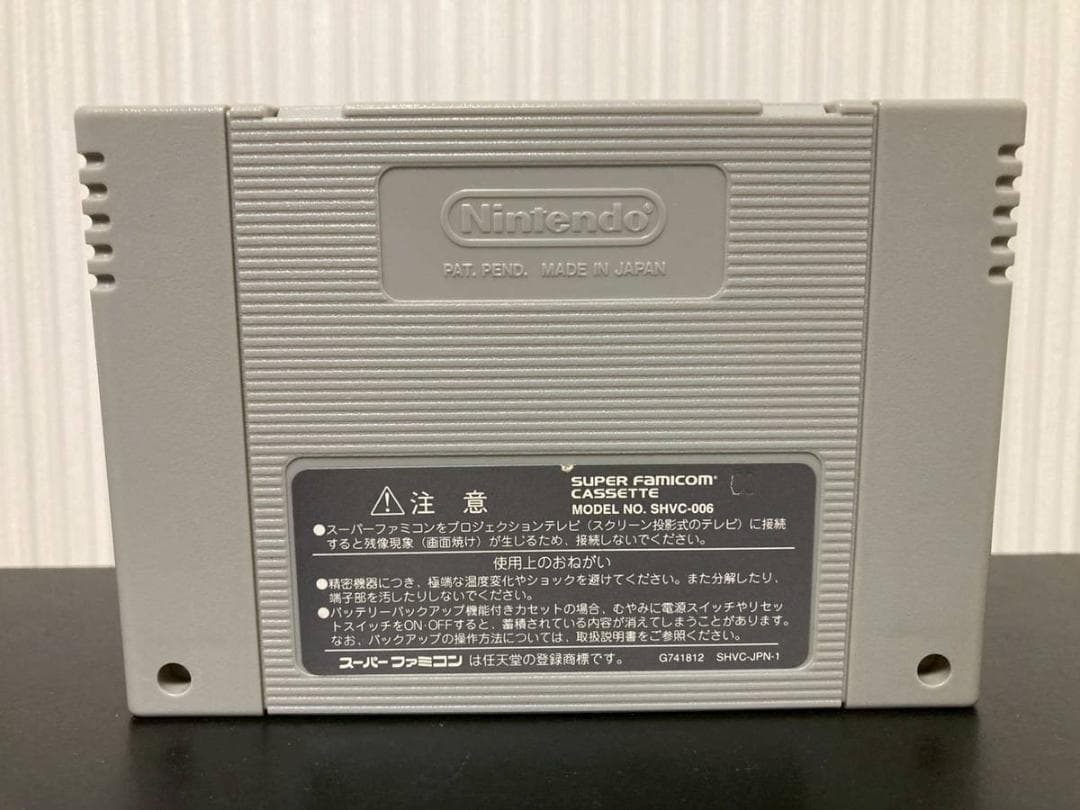 Nintendo®
PAT. PEND. MADE IN JAPAN
SUPER FAMICOM®
CASSETTE
⚠注意
MODEL NO. SHVC-006
●スーパーファミコンをプロジェクションテレビ（スクリーン投影式のテレビ）に接続
すると残像現象（画面焼け）が生じるため、接続しないでください。
使用上のおねがい
●精密機器につき、極端な温度変化やショックを避けてください。また分解したり、
端子部を汚したりしないでください。
●バッテリーバックアップ機能付きカセットの場合、むやみに電源スイッチやリセッ
トスイッチをON・OFFすると、蓄積されている内容が消えてしまうことがあります。
なお、バックアップの操作方法については、取扱説明書をご参照ください。
スーパーファミコン は任天堂の登録商標です。 G741812 SHVC-JPN-1